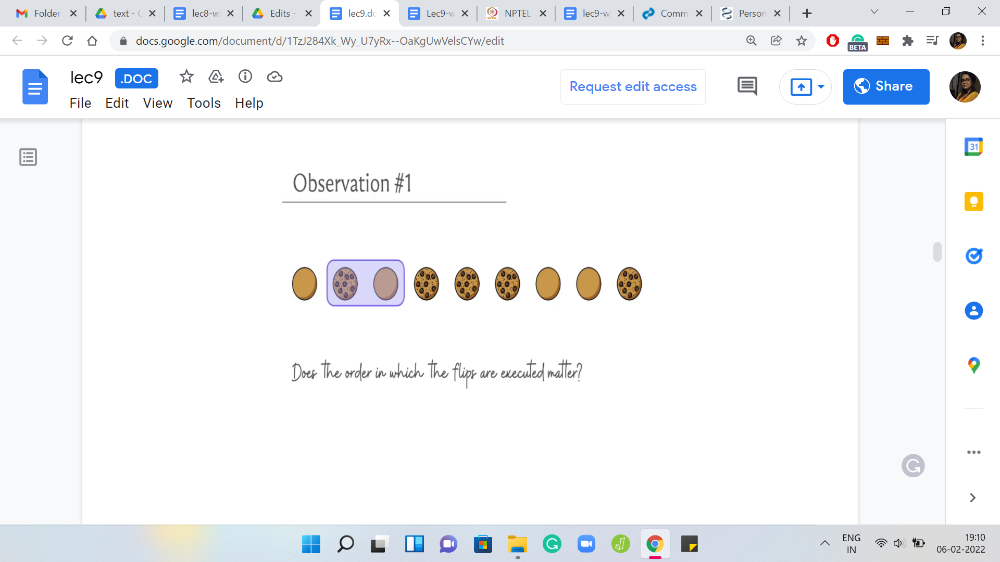 Folder
text - G
lec8-w
Edits -
lec9.dc
Lec9-w
NPTEL
lec9-w
Comm
Person
docs.google.com/document/d/1TzJ284Xk_Wy_U7yRx--OaKgUwVelsCYw/edit
BETA
lec9
.DOC
File Edit View Tools Help
Request edit access
Share
31
Observation #1
Does the order in which the flips are executed matter?
ENG
IN
19:10
06-02-2022